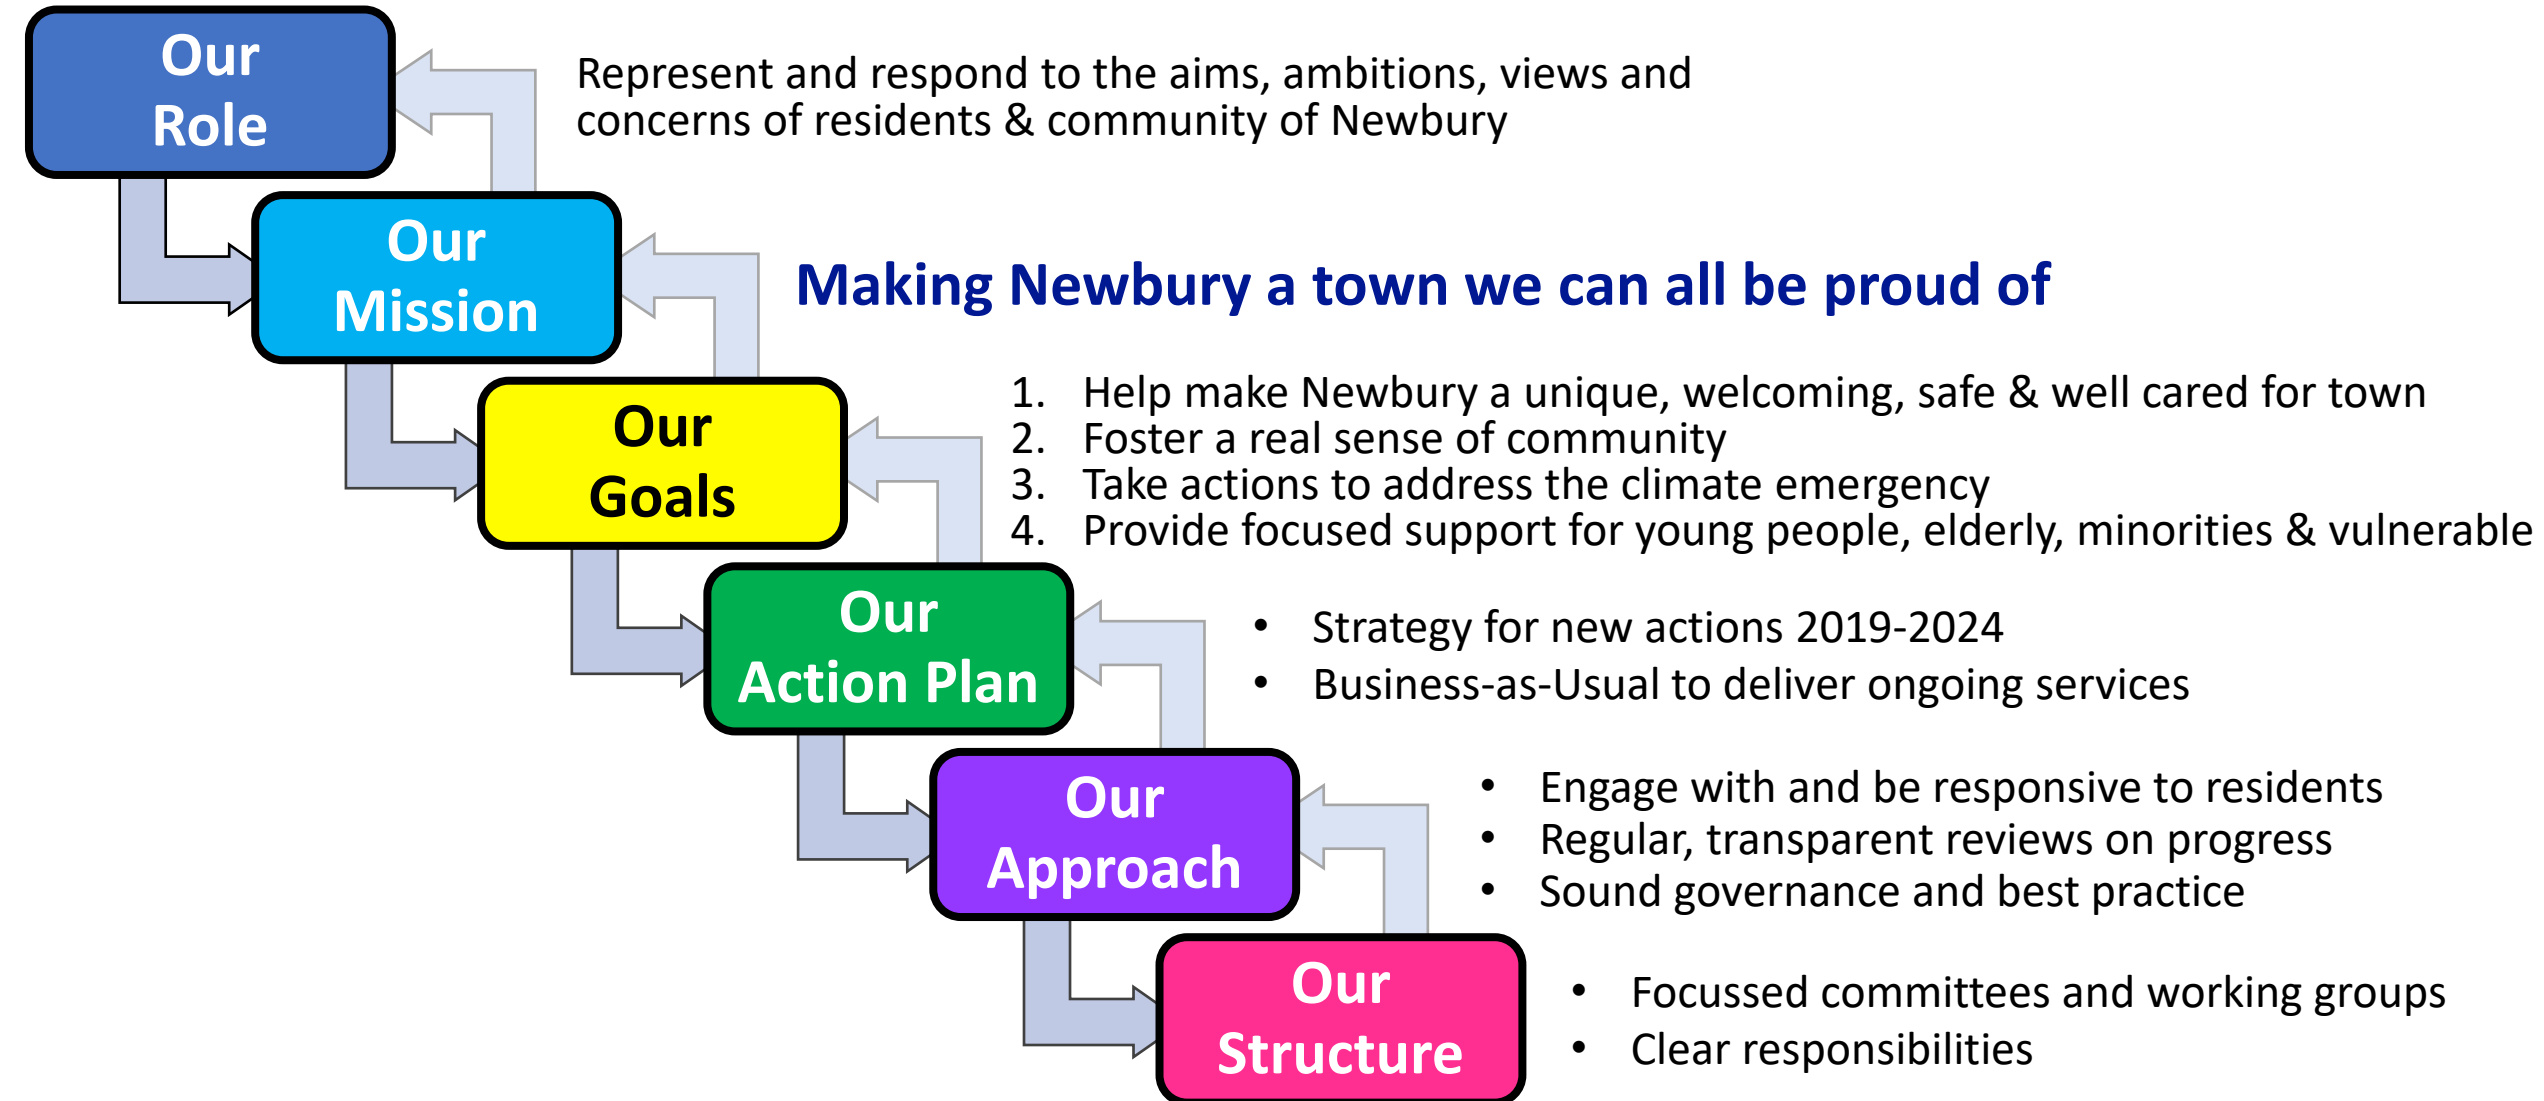 Our
Role
Represent and respond to the aims, ambitions, views and
concerns of residents & community of Newbury
Our
Mission
Making Newbury a town we can all be proud of
Our
Goals
1. Help make Newbury a unique, welcoming, safe & well cared for town
2. Foster a real sense of community
3. Take actions to address the climate emergency
4. Provide focused support for young people, elderly, minorities & vulnerable
Our
Action Plan
• Strategy for new actions 2019-2024
• Business-as-Usual to deliver ongoing services
Our
Approach
• Engage with and be responsive to residents
• Regular, transparent reviews on progress
• Sound governance and best practice
Our
Structure
• Focussed committees and working groups
• Clear responsibilities